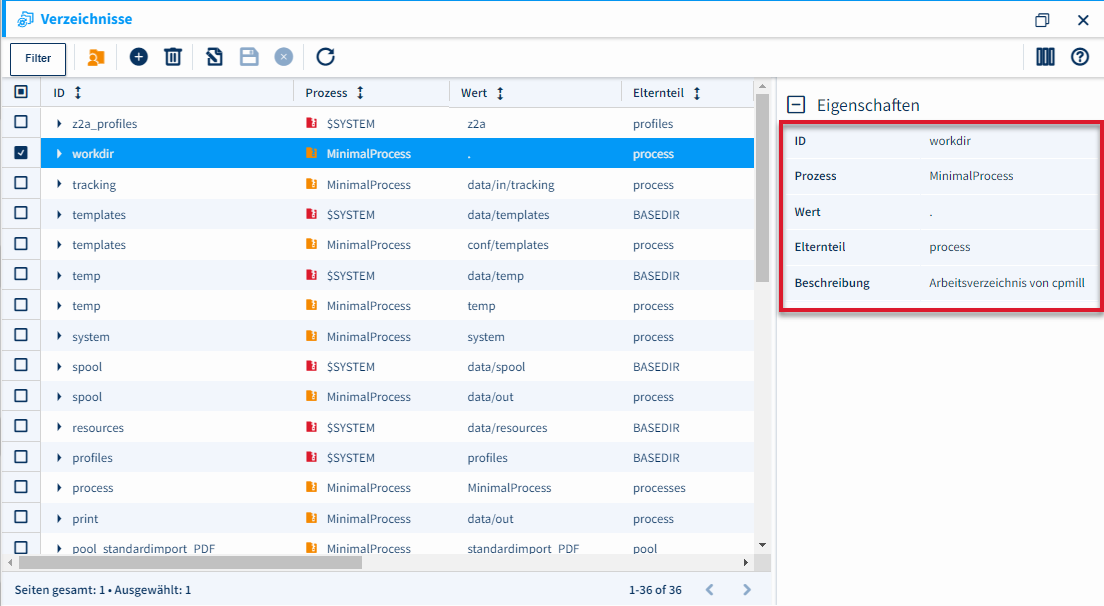 Verzeichnisse
Filter
ID Prozess Wert Elternteil
z2a_profiles $SYSTEM z2a profiles
workdir MinimalProcess . process
tracking MinimalProcess data/in/tracking process
templates $SYSTEM data/templates BASEDIR
templates MinimalProcess conf/templates process
temp $SYSTEM data/temp BASEDIR
temp MinimalProcess temp process
system MinimalProcess system process
spool $SYSTEM data/spool BASEDIR
spool MinimalProcess data/out process
resources $SYSTEM data/resources BASEDIR
profiles $SYSTEM profiles BASEDIR
process MinimalProcess MinimalProcess processes
print MinimalProcess data/out process
pool_standardimport_PDF MinimalProcess standardimport_PDF pool
Seiten gesamt: 1 • Ausgewählt: 1 1-36 of 36
Eigenschaften
ID workdir
Prozess MinimalProcess
Wert .
Elternteil process
Beschreibung Arbeitsverzeichnis von cpmill